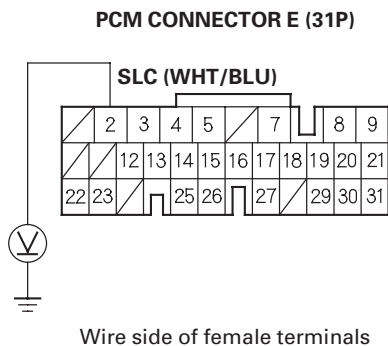 PCM CONNECTOR E (31P)
SLC (WHT/BLU)
2 3 4 5 7 8 9
12 13 14 15 16 17 18 19 20 21
22 23 25 26 27 29 30 31
V
Wire side of female terminals